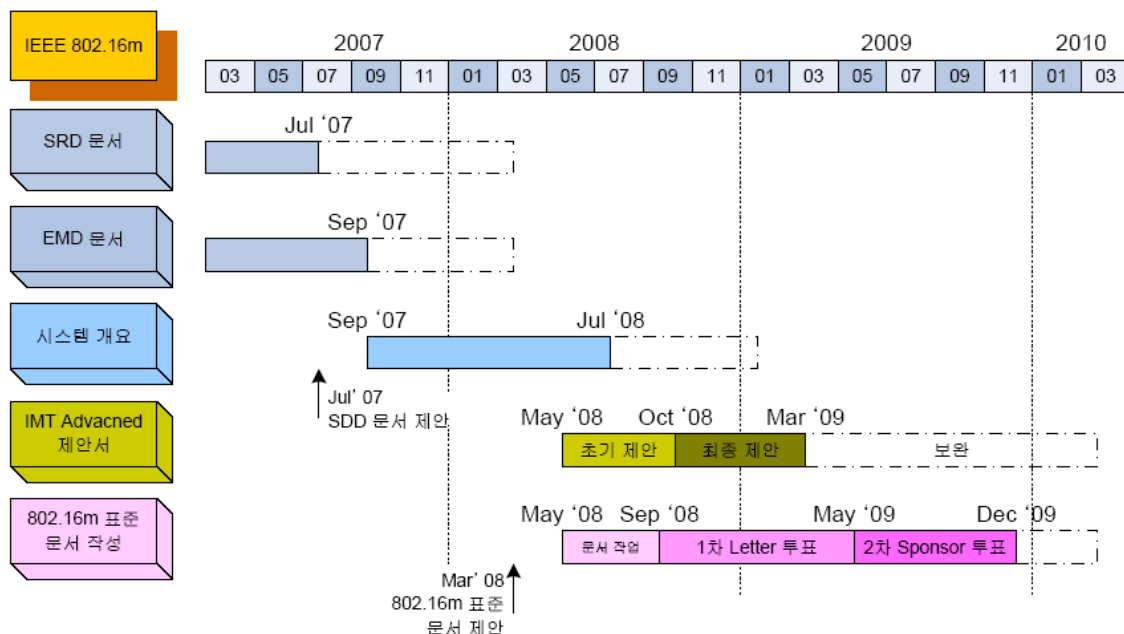 IEEE 802.16m
2007 2008 2009 2010
03 05 07 09 11 01 03 05 07 09 11 01 03 05 07 09 11 01 03
SRD 문서
Jul ‘07
EMD 문서
Sep ‘07
시스템 개요
Sep ‘07 Jul ‘08
Jul’ 07
SDD 문서 제안
IMT Advacned
제안서
May ‘08 Oct ‘08 Mar ‘09
초기 제안 최종 제안 보완
802.16m 표준
문서 작성
May ‘08 Sep ‘08 May ‘09 Dec ‘09
문서 작업 1차 Letter 투표 2차 Sponsor 투표
Mar’ 08
802.16m 표준
문서 제안